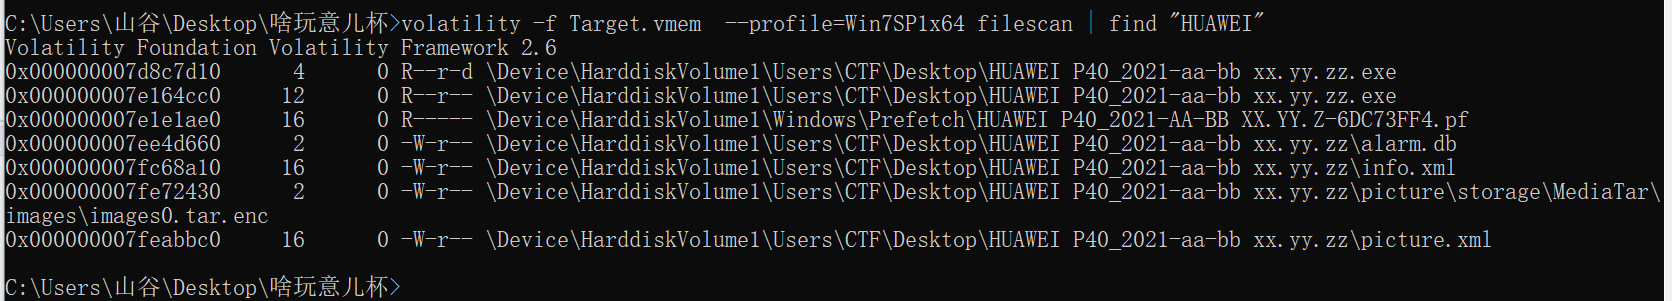 C:\Users\山谷\Desktop\啥玩意儿杯>volatility -f Target.vmem  --profile=Win7SP1x64 filescan | find "HUAWEI"
Volatility Foundation Volatility Framework 2.6
0x000000007d8c7d10      4      0 R--r-d \Device\HarddiskVolume1\Users\CTF\Desktop\HUAWEI P40_2021-aa-bb xx.yy.zz.exe
0x000000007e164cc0     12      0 R--r-- \Device\HarddiskVolume1\Users\CTF\Desktop\HUAWEI P40_2021-aa-bb xx.yy.zz.exe
0x000000007e1e1ae0     16      0 R----- \Device\HarddiskVolume1\Windows\Prefetch\HUAWEI P40_2021-AA-BB XX.YY.Z-6DC73FF4.pf
0x000000007ee4d660      2      0 -W-r-- \Device\HarddiskVolume1\Users\CTF\Desktop\HUAWEI P40_2021-aa-bb xx.yy.zz\alarm.db
0x000000007fc68a10     16      0 -W-r-- \Device\HarddiskVolume1\Users\CTF\Desktop\HUAWEI P40_2021-aa-bb xx.yy.zz\info.xml
0x000000007fe72430      2      0 -W-r-- \Device\HarddiskVolume1\Users\CTF\Desktop\HUAWEI P40_2021-aa-bb xx.yy.zz\picture\storage\MediaTar\
images\images0.tar.enc
0x000000007feabbc0     16      0 -W-r-- \Device\HarddiskVolume1\Users\CTF\Desktop\HUAWEI P40_2021-aa-bb xx.yy.zz\picture.xml
C:\Users\山谷\Desktop\啥玩意儿杯>